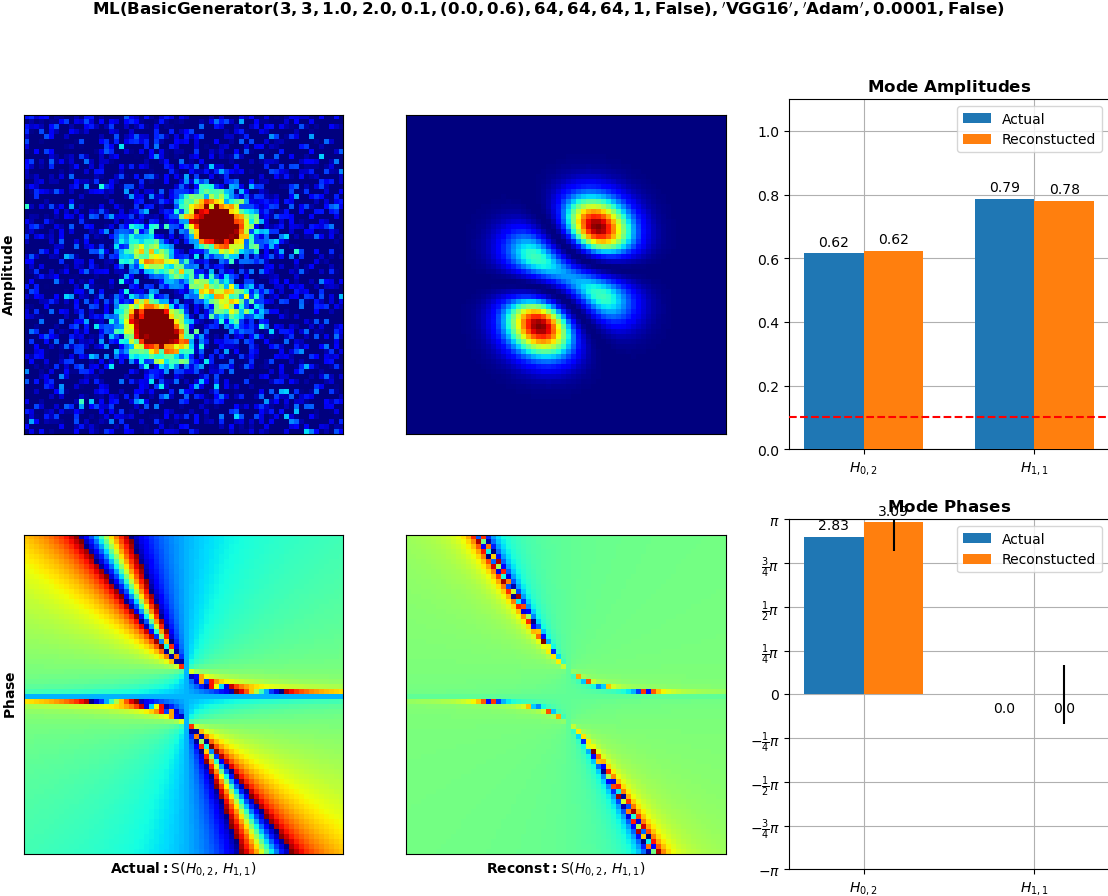 ML(BasicGenerator(3, 3, 1.0, 2.0, 0.1, (0.0, 0.6), 64, 64, 64, 1, False), ′VGG16′, ′Adam′, 0.0001, False)
Mode Amplitudes
Amplitude
Actual
Reconstucted
1.0
0.8
0.6
0.4
0.2
0.0
0.62
0.62
0.79
0.78
H0,2
H1,1
Mode Phases
Phase
Actual
Reconstucted
π
3/4π
1/2π
1/4π
0
−1/4π
−1/2π
−3/4π
−π
2.83
3.09
0.0
0.0
H0,2
H1,1
Actual: S(H0,2, H1,1)
Reconst: S(H0,2, H1,1)